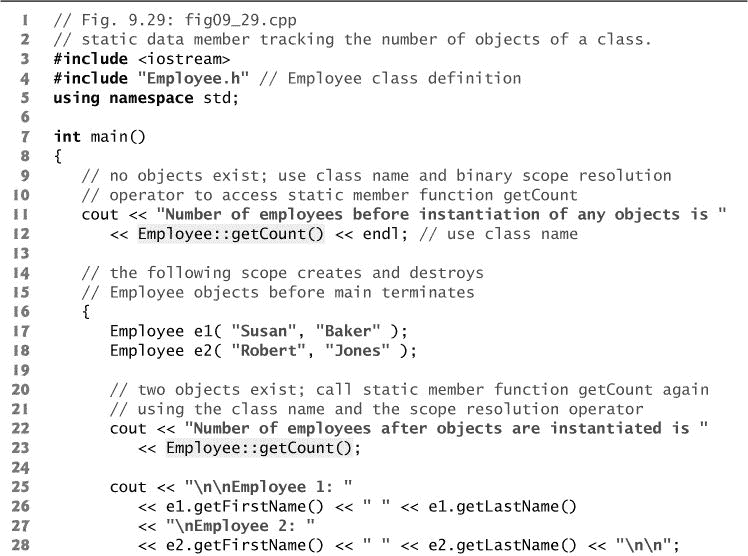 1 // Fig. 9.29: fig09_29.cpp
2 // static data member tracking the number of objects of a class.
3 #include <iostream>
4 #include "Employee.h" // Employee class definition
5 using namespace std;
6
7 int main()
8 {
9 // no objects exist; use class name and binary scope resolution
10 // operator to access static member function getCount
11 cout << "Number of employees before instantiation of any objects is "
12 << Employee::getCount() << endl; // use class name
13
14 // the following scope creates and destroys
15 // Employee objects before main terminates
16 {
17 Employee e1( "Susan", "Baker" );
18 Employee e2( "Robert", "Jones" );
19
20 // two objects exist; call static member function getCount again
21 // using the class name and the scope resolution operator
22 cout << "Number of employees after objects are instantiated is "
23 << Employee::getCount();
24
25 cout << "\n\nEmployee 1: "
26 << e1.getFirstName() << " " << e1.getLastName()
27 << "\nEmployee 2: "
28 << e2.getFirstName() << " " << e2.getLastName() << "\n\n";